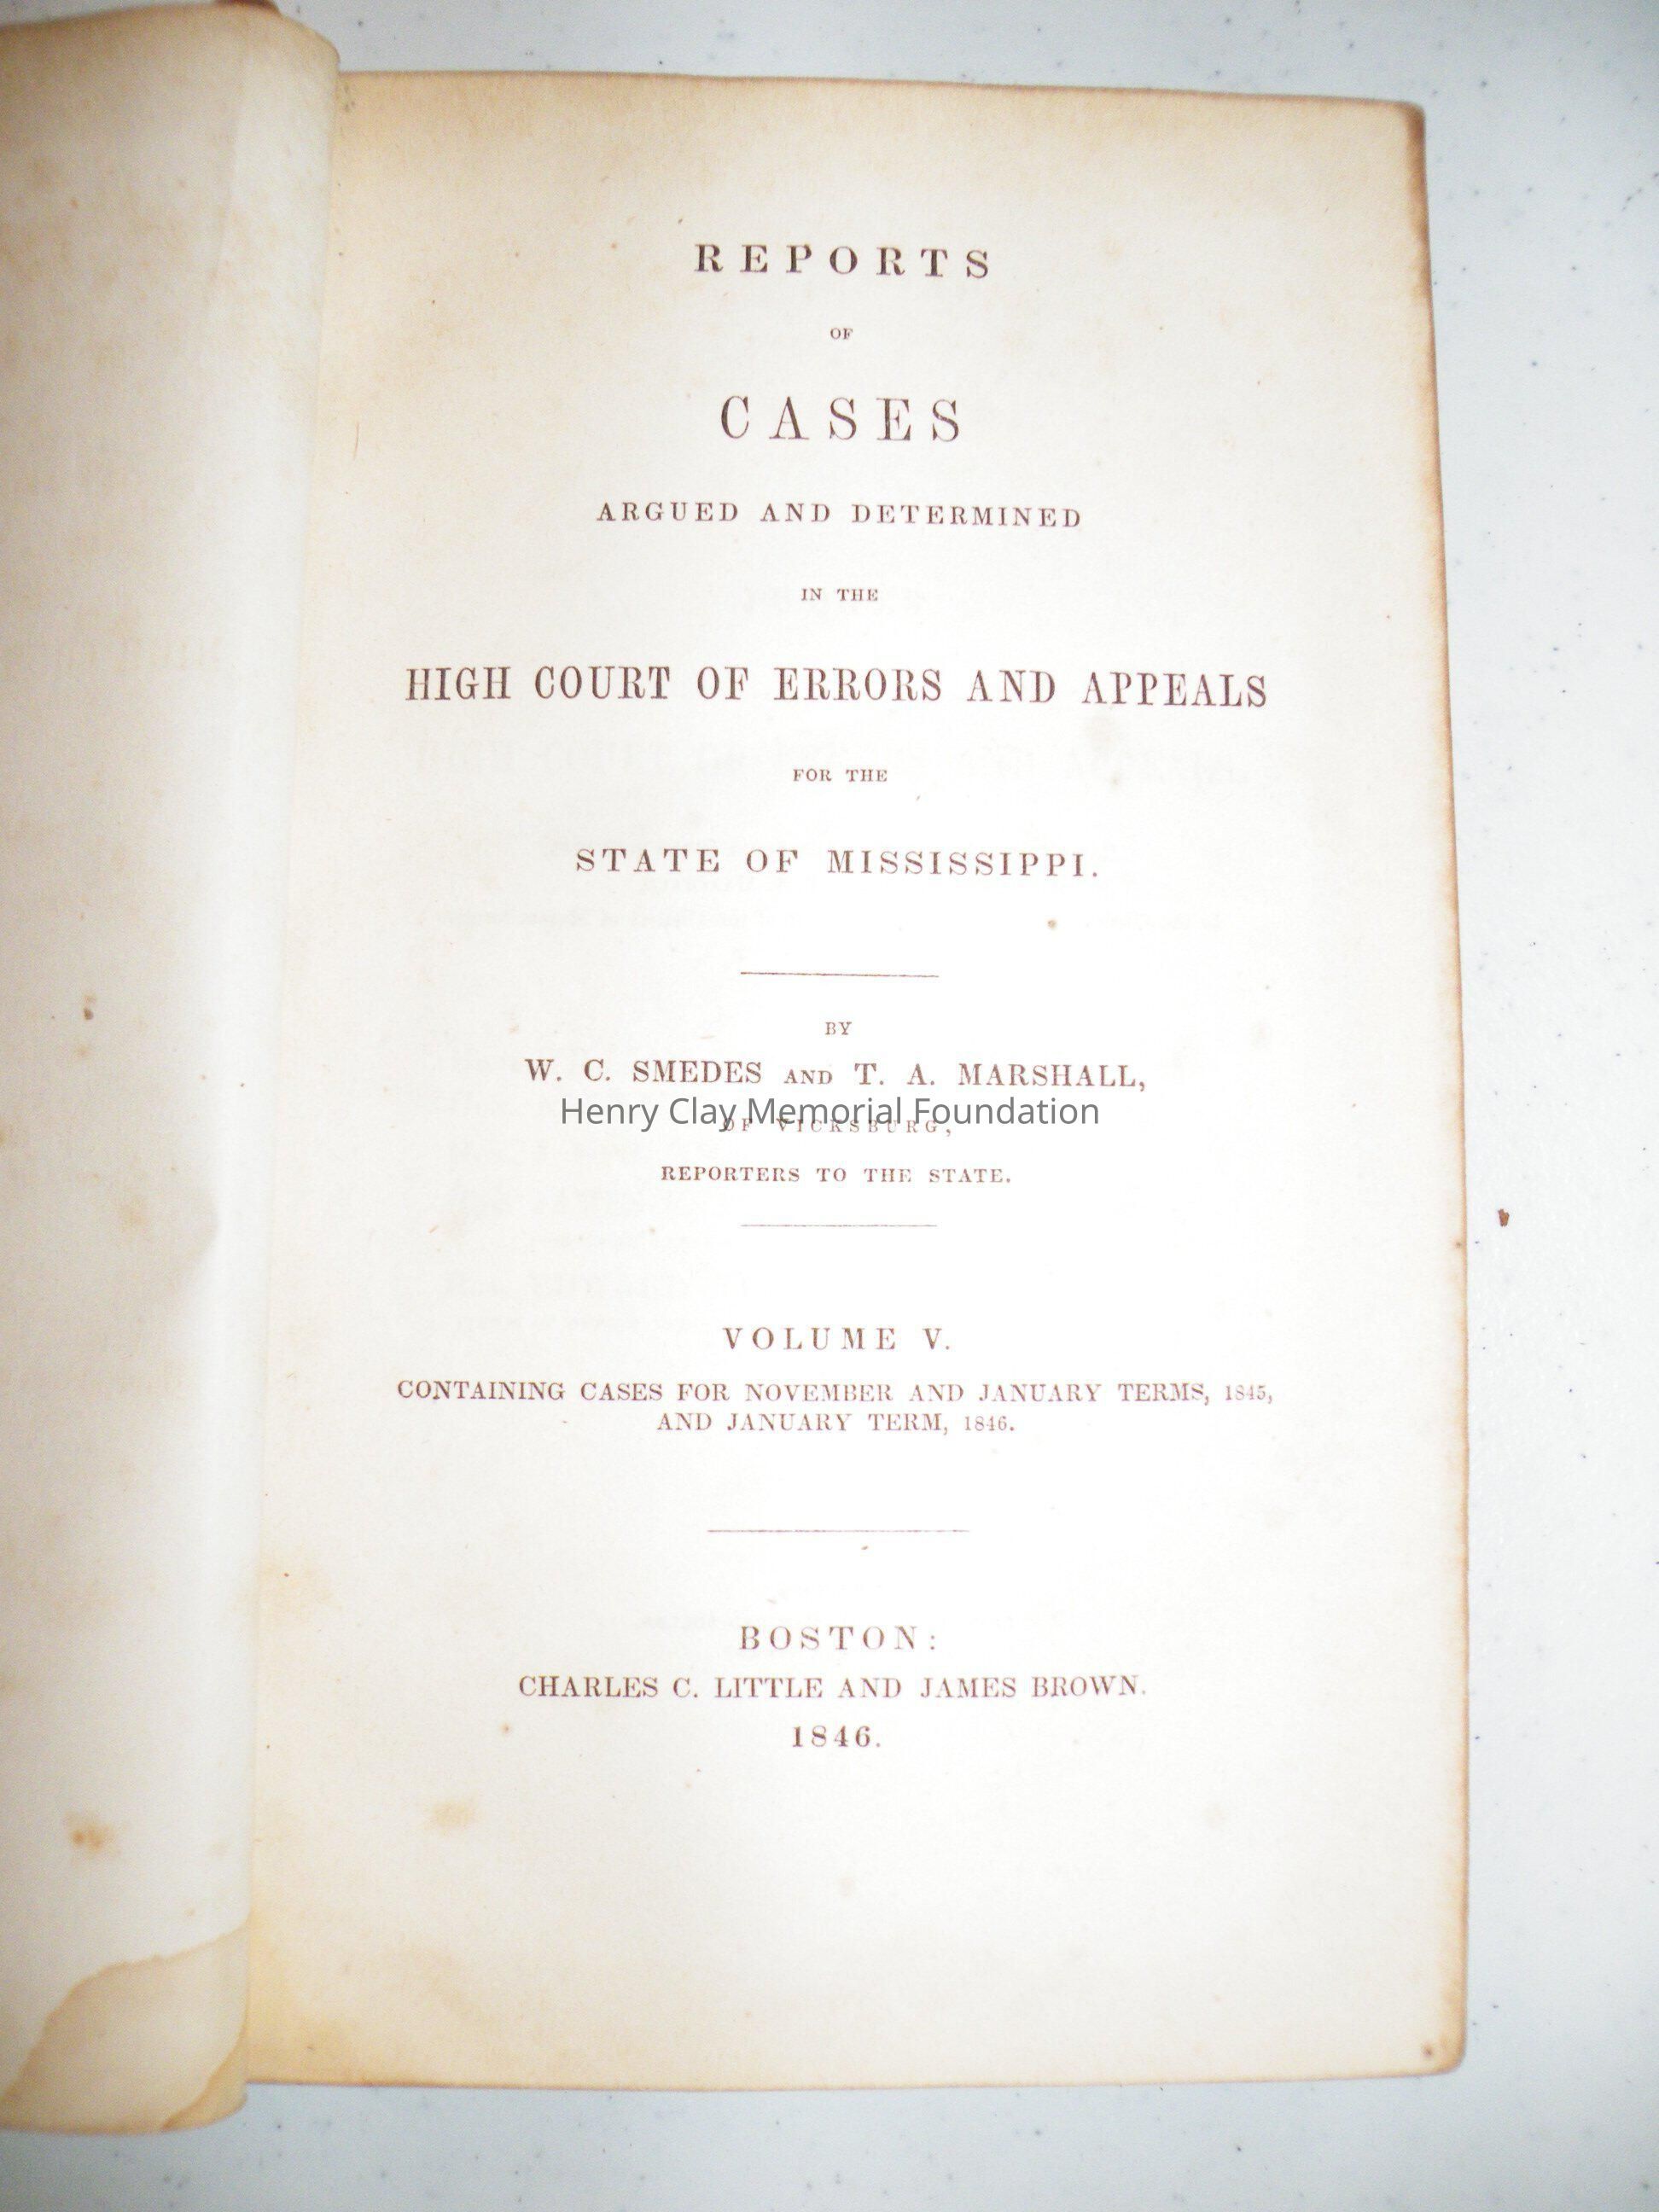 REPORTS
OF
CASES
ARGUED AND DETERMINED
IN THE
HIGH COURT OF ERRORS AND APPEALS
FOR THE
STATE OF MISSISSIPPI.
BY
W. C. SMEDES AND T. A. MARSHALL,
Henry Clay Memorial Foundation
OF VICKSBURG,
REPORTERS TO THE STATE.
VOLUME V.
CONTAINING CASES FOR NOVEMBER AND JANUARY TERMS, 1845,
AND JANUARY TERM, 1846.
BOSTON:
CHARLES C. LITTLE AND JAMES BROWN.
1846.